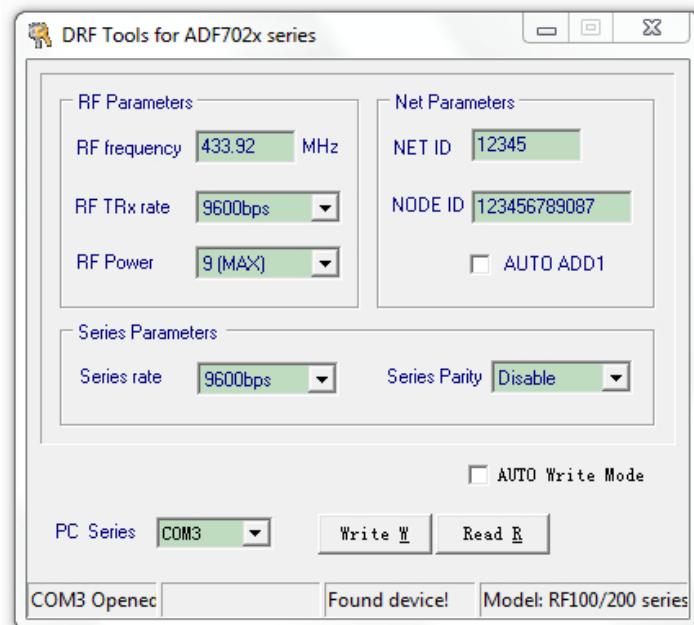 DRF Tools for ADF702x series
RF Parameters
RF frequency 433.92 MHz
RF TRx rate 9600bps
RF Power 9 (MAX)
Net Parameters
NET ID 12345
NODE ID 123456789087
AUTO ADD1
Series Parameters
Series rate 9600bps Series Parity Disable
AUTO Write Mode
PC Series COM3 Write W Read R
COM3 Opened Found device! Model: RF100/200 series